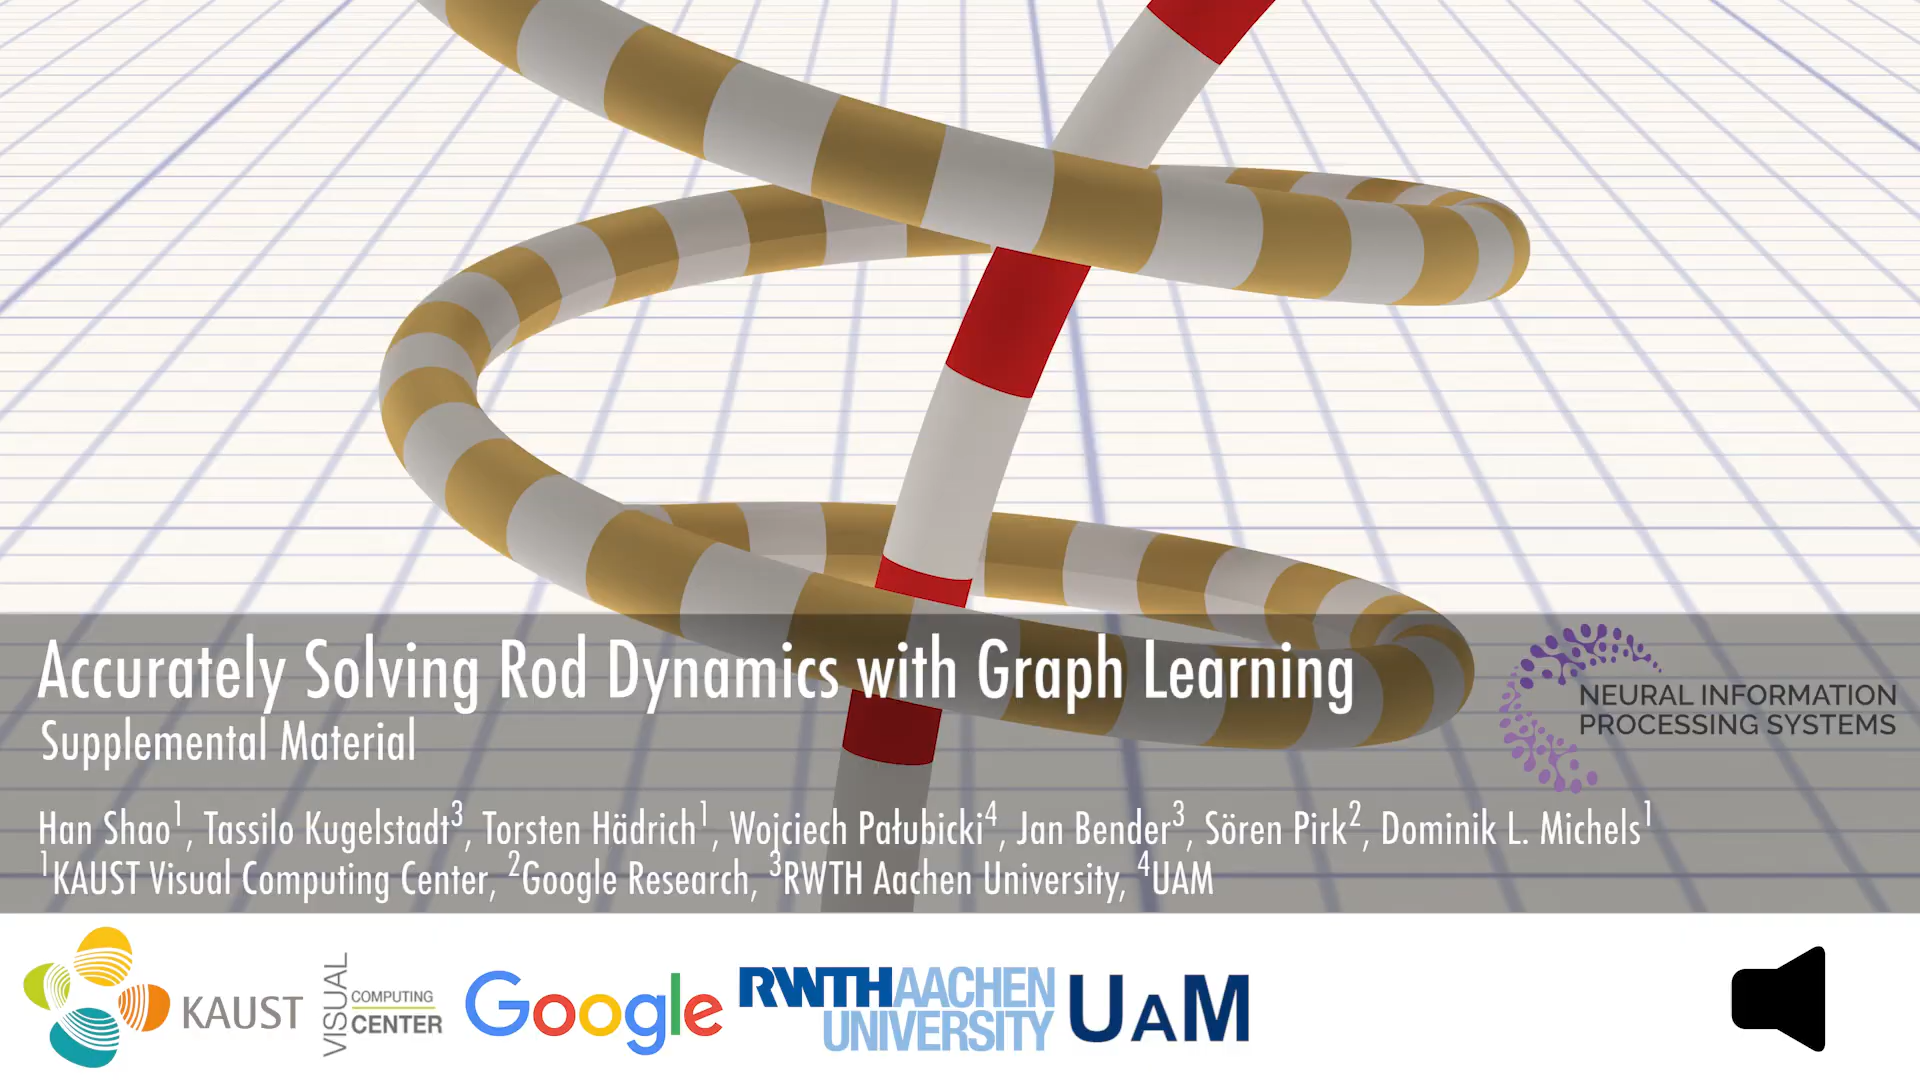 Accurately Solving Rod Dynamics with Graph Learning
Supplemental Material
NEURAL INFORMATION
PROCESSING SYSTEMS
Han Shao¹, Tassilo Kugelstadt³, Torsten Hädrich¹, Wojciech Pałubicki⁴, Jan Bender³, Sören Pirk², Dominik L. Michels¹
¹KAUST Visual Computing Center, ²Google Research, ³RWTH Aachen University, ⁴UAM
KAUST
VISUAL
COMPUTING
CENTER
Google
RWTHAACHEN
UNIVERSITY
UAM